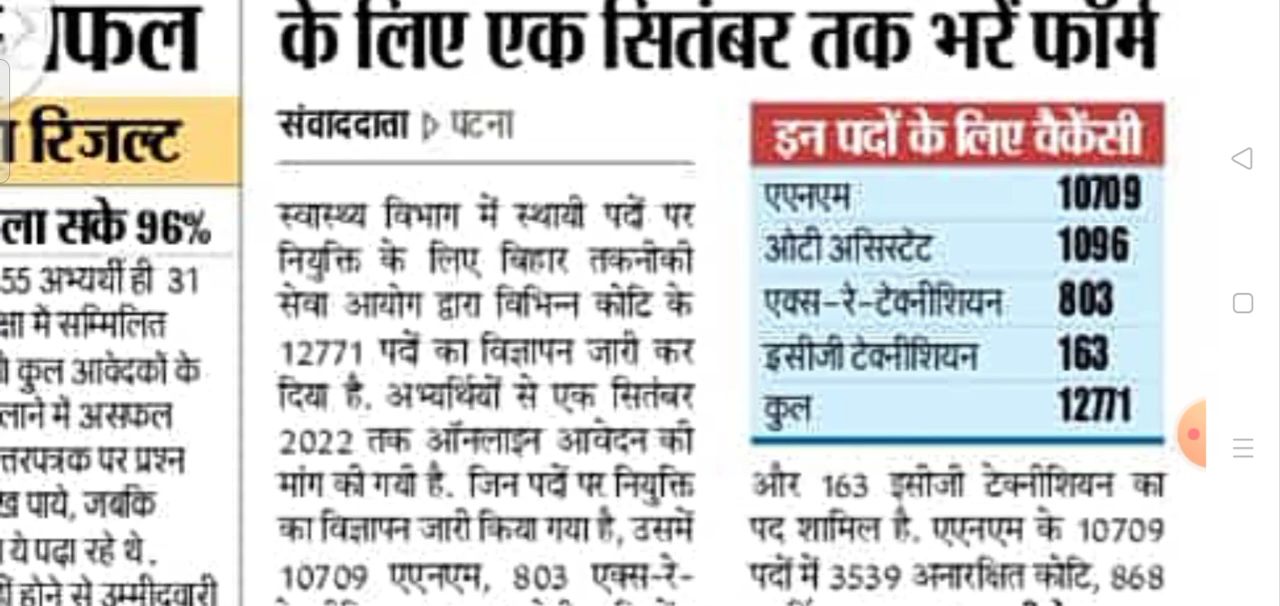 फल
के लिए एक सितंबर तक भरें फॉर्म
रिजल्ट
ला सके 96%
55 अभ्यर्थी ही 31
क्षा में सम्मिलित
कुल आवेदकों के
लाने में असफल
त्तरपत्रक पर प्रश्न
ख पाये, जबकि
ये पढ़ा रहे थे.
होने से उम्मीदवारी
संवाददाता ▷ पटना
स्वास्थ्य विभाग में स्थायी पदों पर
नियुक्ति के लिए बिहार तकनीकी
सेवा आयोग द्वारा विभिन्न कोटि के
12771 पदों का विज्ञापन जारी कर
दिया है. अभ्यर्थियों से एक सितंबर
2022 तक ऑनलाइन आवेदन की
मांग की गयी है. जिन पदों पर नियुक्ति
का विज्ञापन जारी किया गया है, उसमें
10709 एएनएम, 803 एक्स-रे-
इन पदों के लिए वैकेंसी
एएनएम 10709
ओटी असिस्टेंट 1096
एक्स-रे-टेक्नीशियन 803
इसीजी टेक्नीशियन 163
कुल 12771
और 163 इसीजी टेक्नीशियन का
पद शामिल है. एएनएम के 10709
पदों में 3539 अनारक्षित कोटि, 868